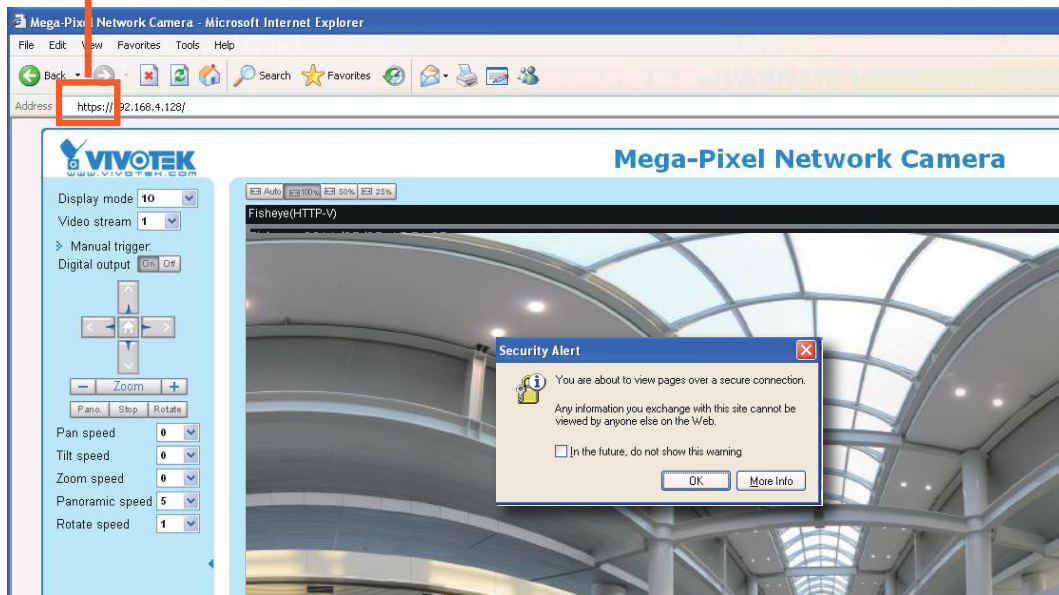 Mega-Pixel Network Camera - Microsoft Internet Explorer
File Edit View Favorites Tools Help
Back Search Favorites
Address https://192.168.4.128/
VIVOTEK
www.vivotek.com
Mega-Pixel Network Camera
Display mode 10
Video stream 1
Manual trigger:
Digital output On Off
Zoom
Pano. Stop Rotate
Pan speed 0
Tilt speed 0
Zoom speed 0
Panoramic speed 5
Rotate speed 1
Auto 100% 50% 25%
Fisheye(HTTP-V)
Security Alert
You are about to view pages over a secure connection.
Any information you exchange with this site cannot be
viewed by anyone else on the Web.
In the future, do not show this warning
OK More Info